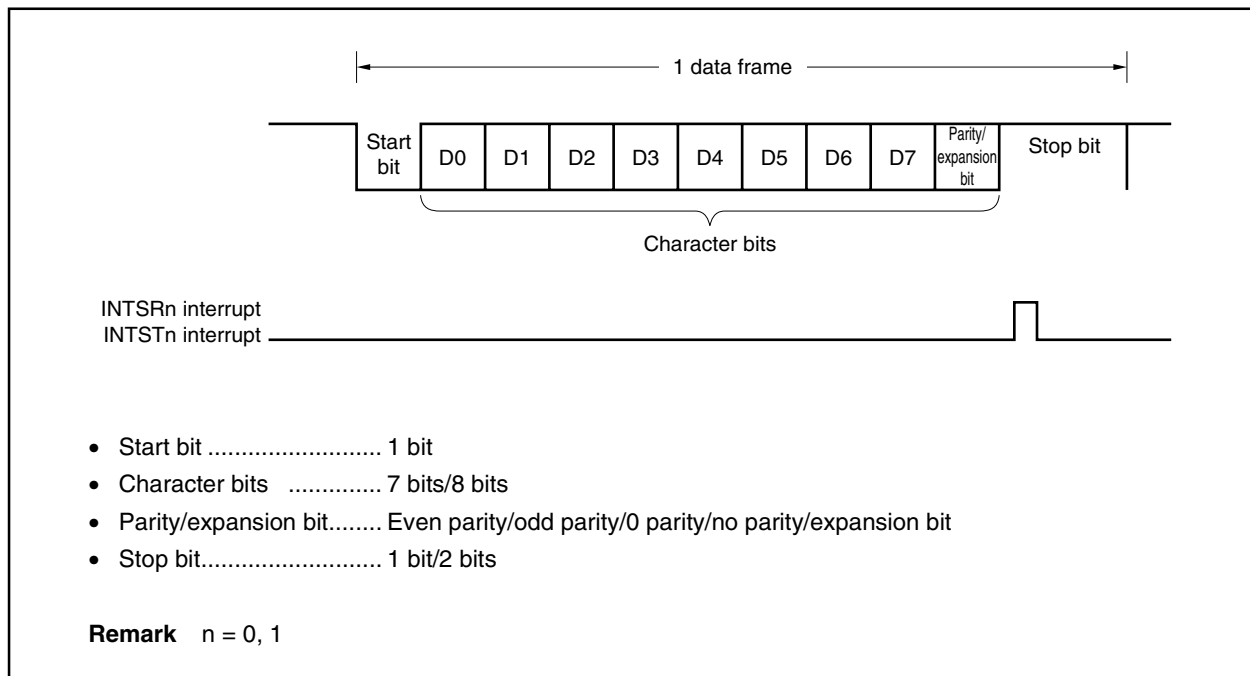 1 data frame
Start bit
D0
D1
D2
D3
D4
D5
D6
D7
Parity/ expansion bit
Stop bit
Character bits
INTSRn interrupt
INTSTn interrupt
• Start bit .......................... 1 bit
• Character bits .............. 7 bits/8 bits
• Parity/expansion bit........ Even parity/odd parity/0 parity/no parity/expansion bit
• Stop bit........................... 1 bit/2 bits
Remark n = 0, 1